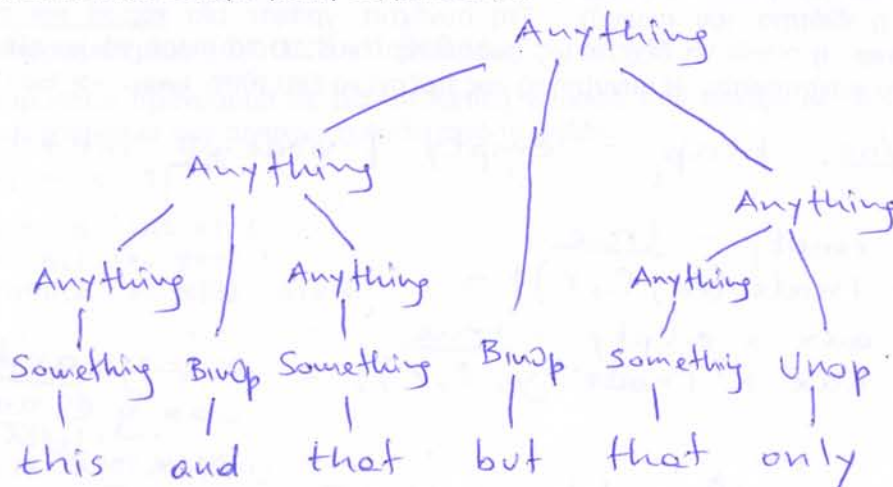 Anything
Anything
Anything
Anything Anything Anything
Something BinOp Something BinOp Something Unop
this and that but that only